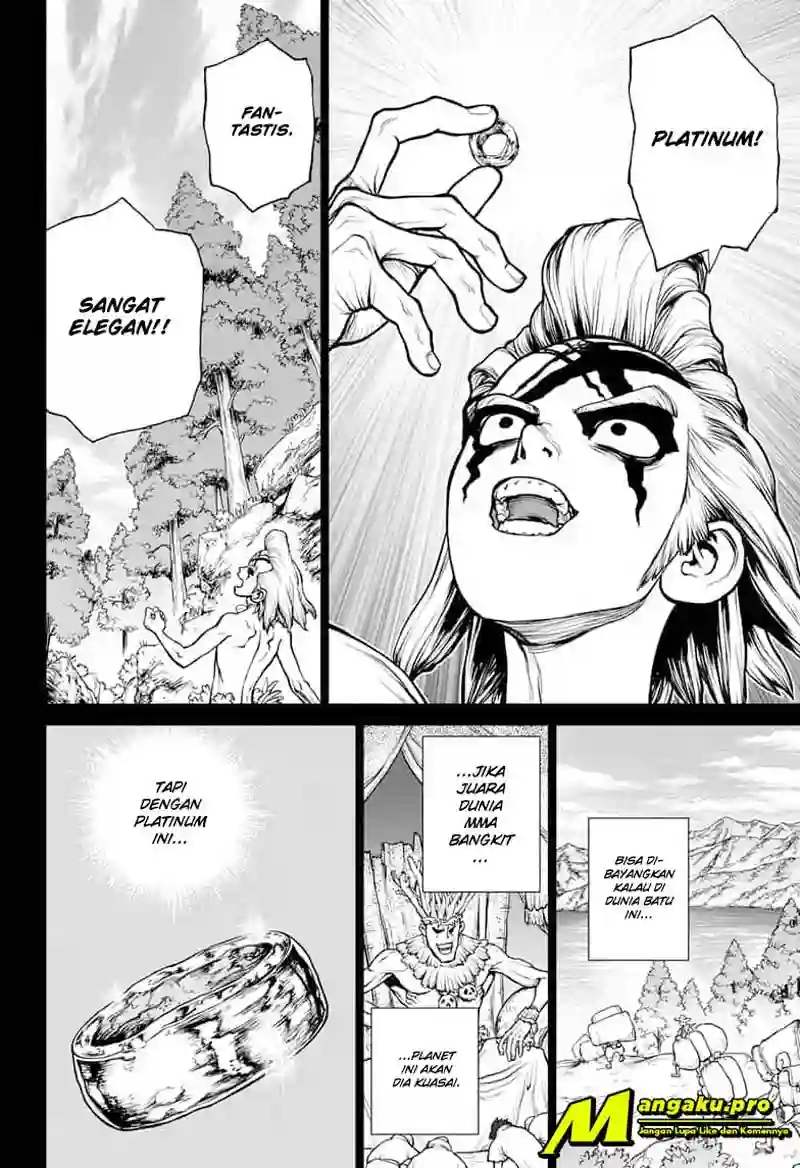 PLATINUM!
FAN-
TASTIS.
SANGAT
ELEGAN!!
BISA DI-
BAYANGKAN
KALAU DI
DUNIA BATU
INI...
...JIKA
JUARA
DUNIA
MMA
BANGKIT
...
...PLANET
INI AKAN
DIA KUASAI.
TAPI
DENGAN
PLATINUM
INI...
Mangaku.pro
Jangan Lupa Like dan Komennya